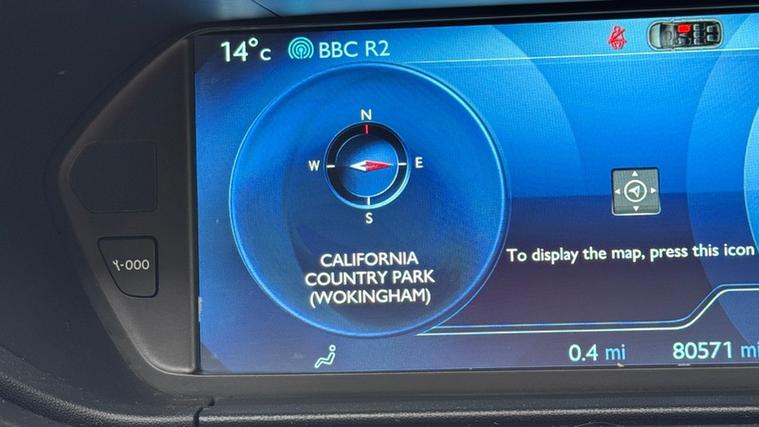 14°c BBC R2
N
W E
S
CALIFORNIA
COUNTRY PARK
(WOKINGHAM)
To display the map, press this icon
-000
0.4 mi 80571 mi